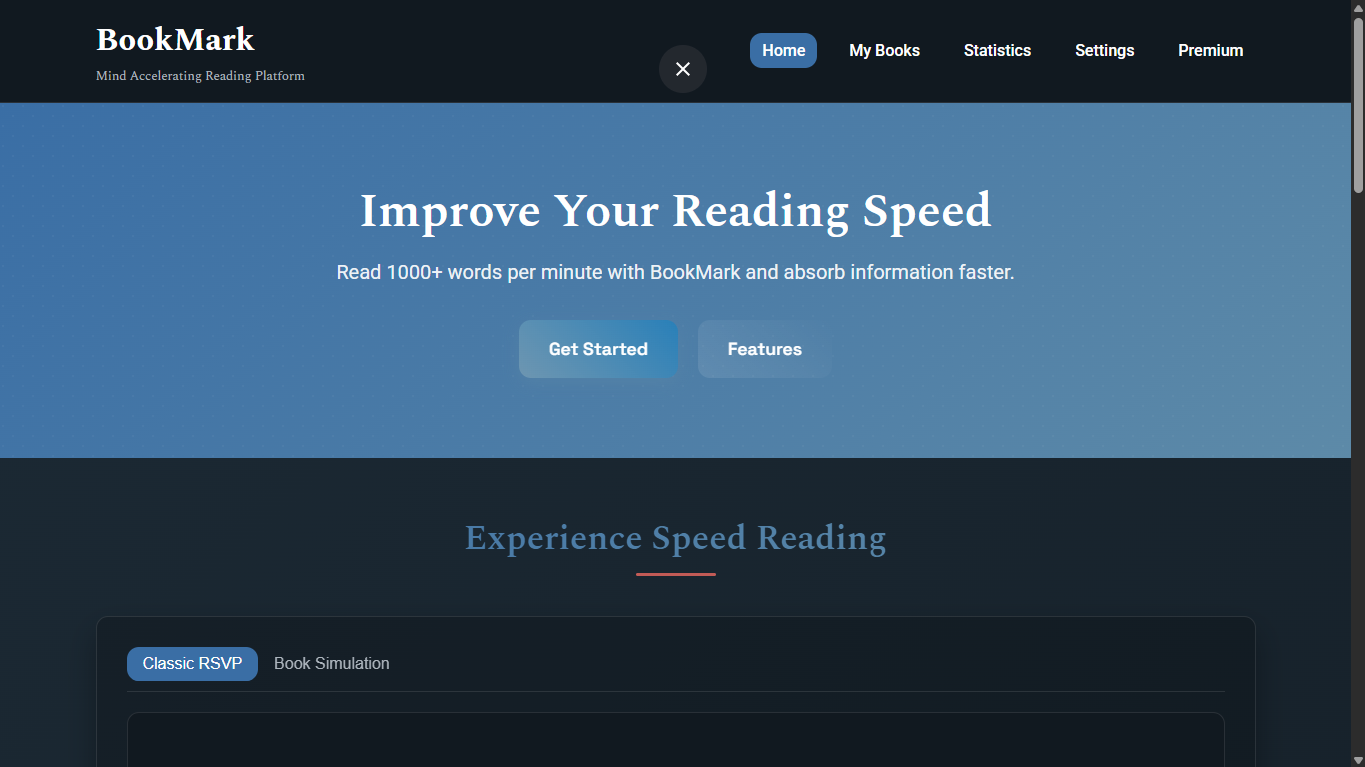 BookMark
Mind Accelerating Reading Platform
Home
My Books
Statistics
Settings
Premium
Improve Your Reading Speed
Read 1000+ words per minute with BookMark and absorb information faster.
Get Started
Features
Experience Speed Reading
Classic RSVP
Book Simulation